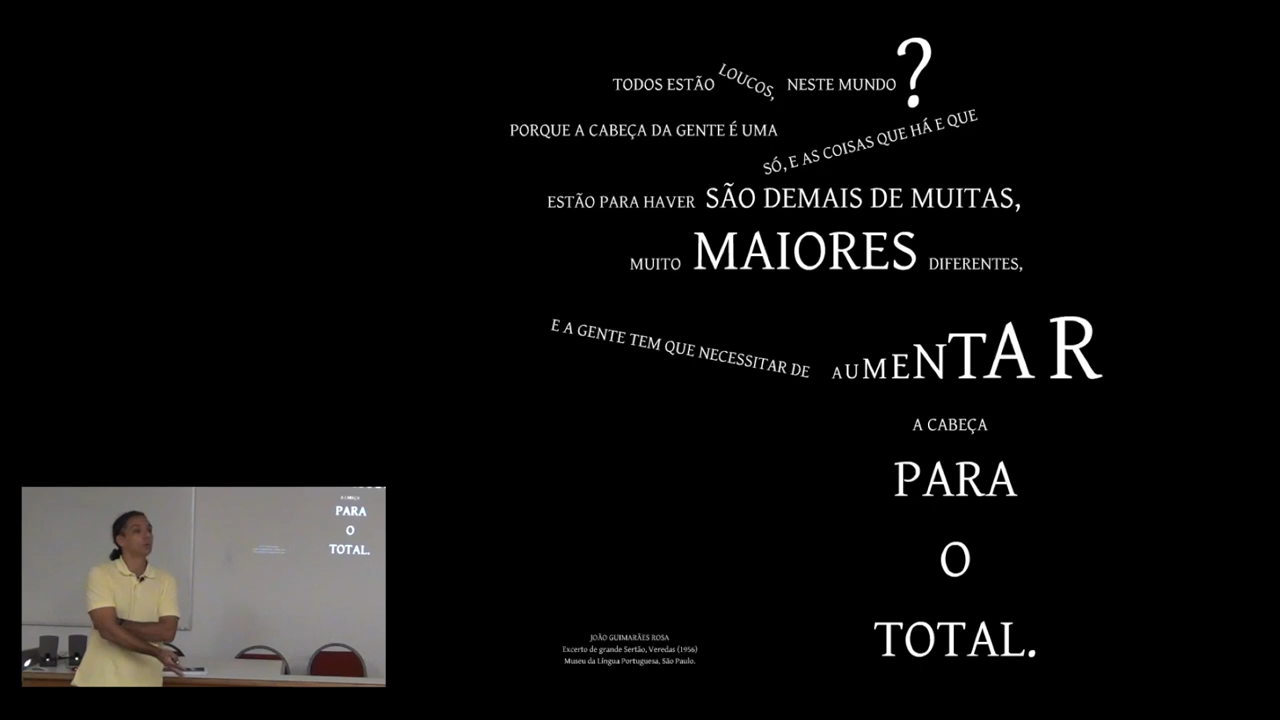 TODOS ESTÃO LOUCOS, NESTE MUNDO?
PORQUE A CABEÇA DA GENTE É UMA
SÓ, E AS COISAS QUE HÁ E QUE
ESTÃO PARA HAVER SÃO DEMAIS DE MUITAS,
MUITO MAIORES DIFERENTES,
E A GENTE TEM QUE NECESSITAR DE AUMENTAR
A CABEÇA
PARA
O
TOTAL.
JOÃO GUIMARÃES ROSA
Excerto de grande Sertão, Veredas (1956)
Museu da Língua Portuguesa, São Paulo.
A CABEÇA
PARA
O
TOTAL.